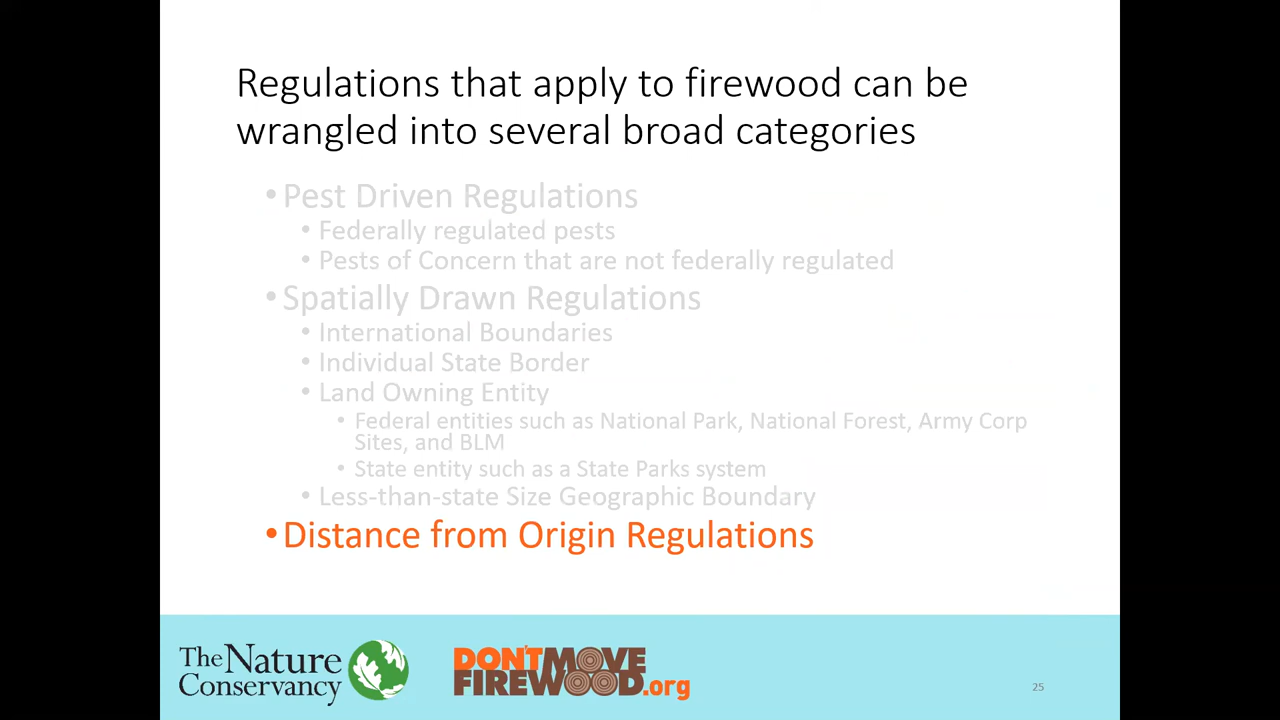 Regulations that apply to firewood can be
wrangled into several broad categories
• Pest Driven Regulations
• Federally regulated pests
• Pests of Concern that are not federally regulated
• Spatially Drawn Regulations
• International Boundaries
• Individual State Border
• Land Owning Entity
• Federal entities such as National Park, National Forest, Army Corp
Sites, and BLM
• State entity such as a State Parks system
• Less-than-state Size Geographic Boundary
• Distance from Origin Regulations
The Nature
Conservancy
DON'T MOVE
FIREWOOD.org
25